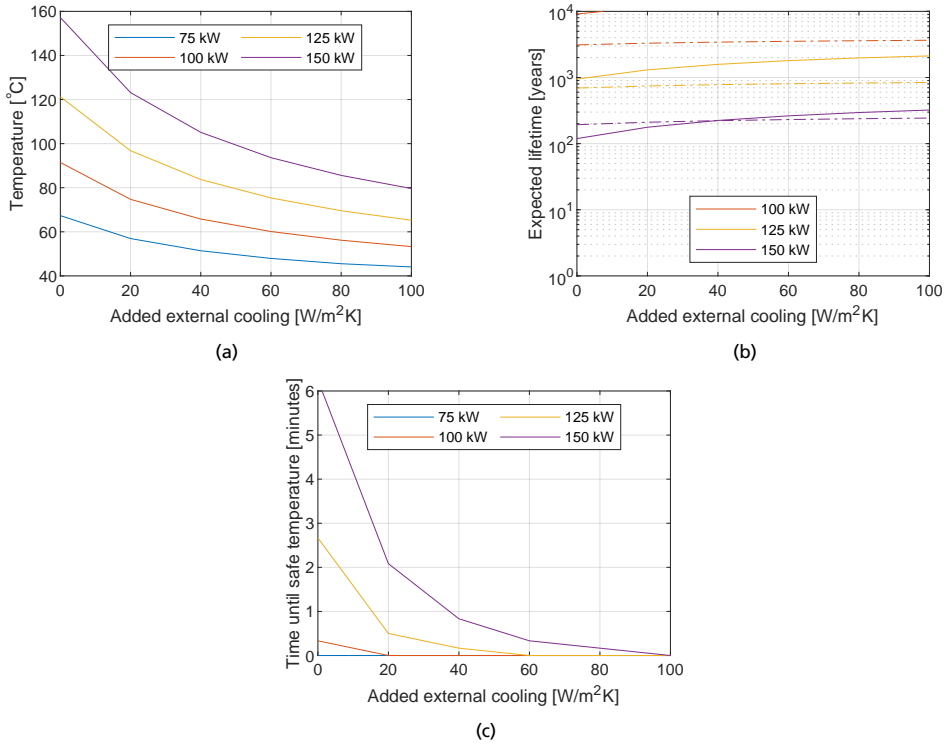 160
140
120
100
80
60
40
Temperature [°C]
75 kW
125 kW
100 kW
150 kW
0 20 40 60 80 100
Added external cooling [W/m²K]
(a)
10⁴
10³
10²
10¹
10⁰
Expected lifetime [years]
100 kW
125 kW
150 kW
0 20 40 60 80 100
Added external cooling [W/m²K]
(b)
6
5
4
3
2
1
0
Time until safe temperature [minutes]
75 kW
125 kW
100 kW
150 kW
0 20 40 60 80 100
Added external cooling [W/m²K]
(c)